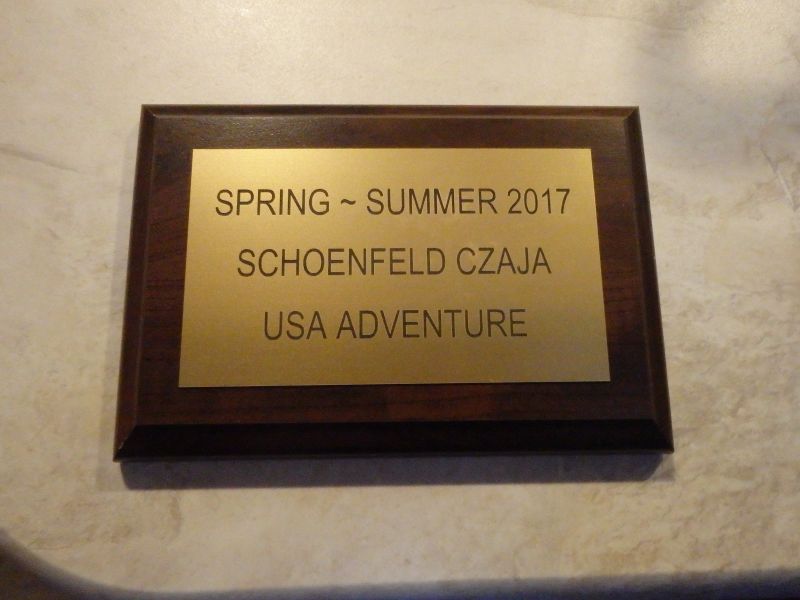 SPRING ~ SUMMER 2017
SCHOENFELD CZAJA
USA ADVENTURE